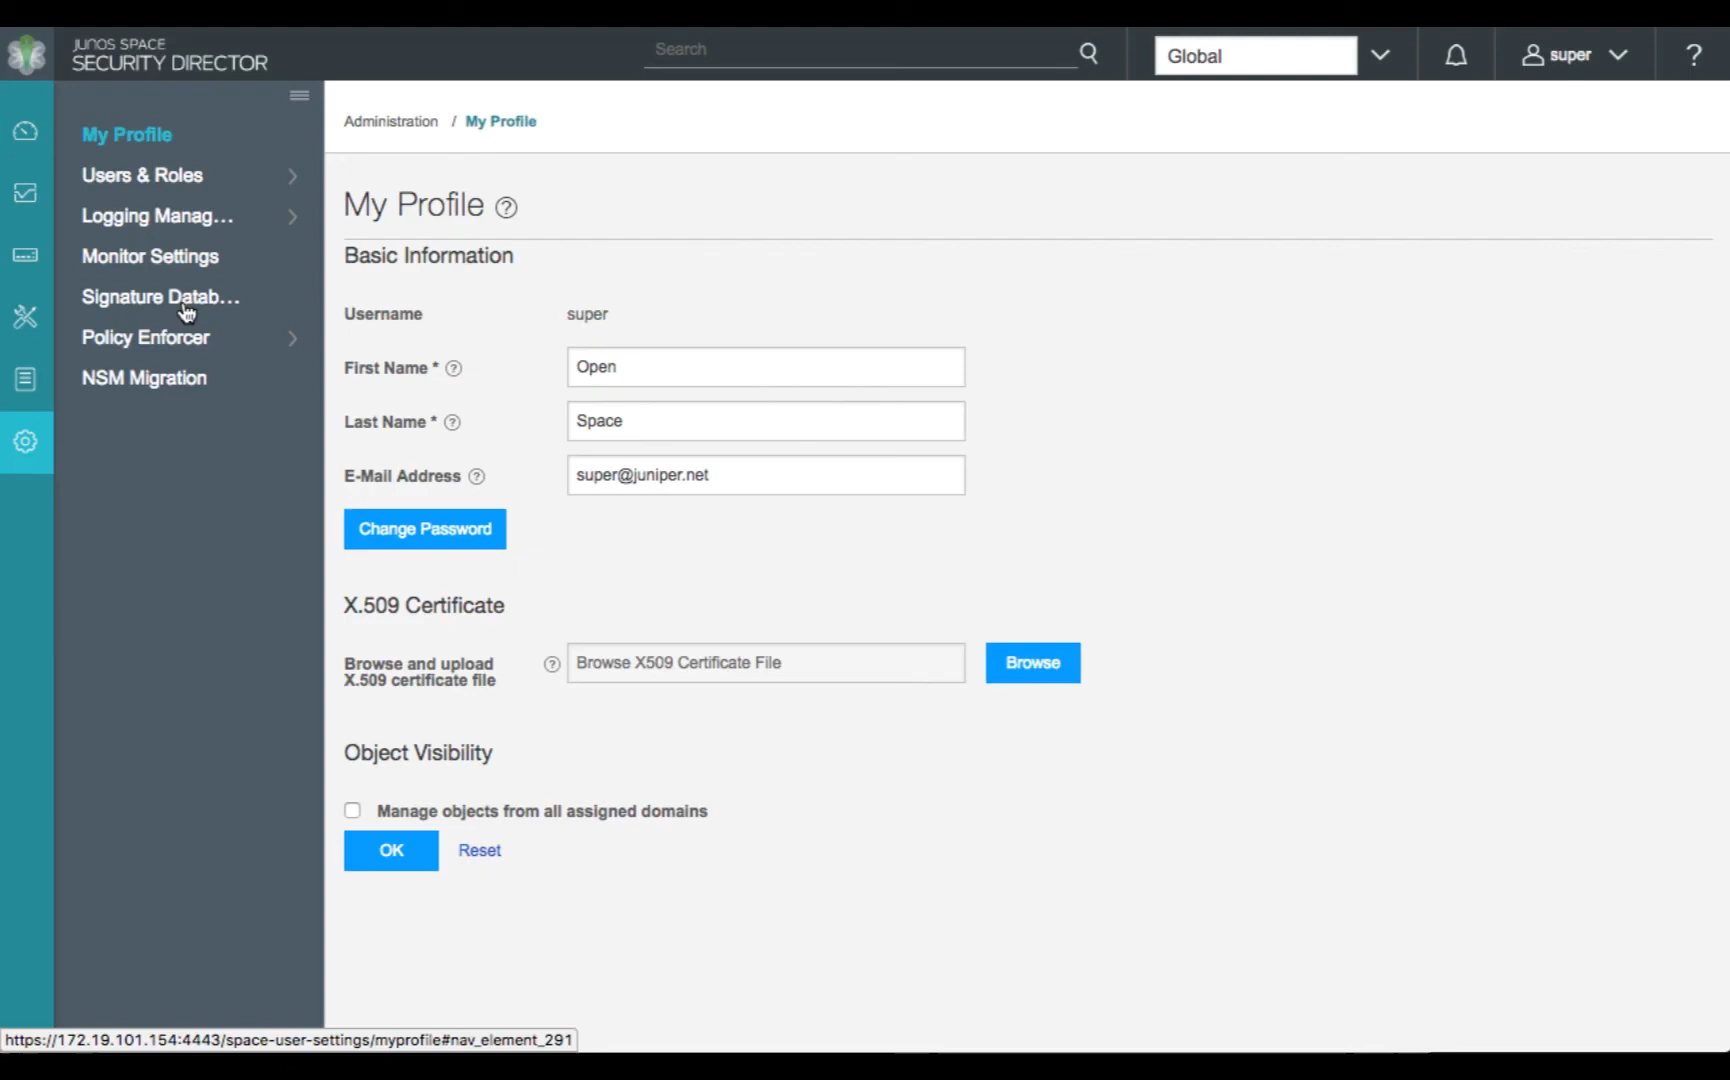 JUNOS SPACE
SECURITY DIRECTOR
Search
Global
super
?
My Profile
Users & Roles
Logging Manag...
Monitor Settings
Signature Datab...
Policy Enforcer
NSM Migration
Administration / My Profile
My Profile ?
Basic Information
Username super
First Name * ? Open
Last Name * ? Space
E-Mail Address ? super@juniper.net
Change Password
X.509 Certificate
Browse and upload
X.509 certificate file
? Browse X509 Certificate File Browse
Object Visibility
Manage objects from all assigned domains
OK Reset
https://172.19.101.154:4443/space-user-settings/myprofile#nav_element_291